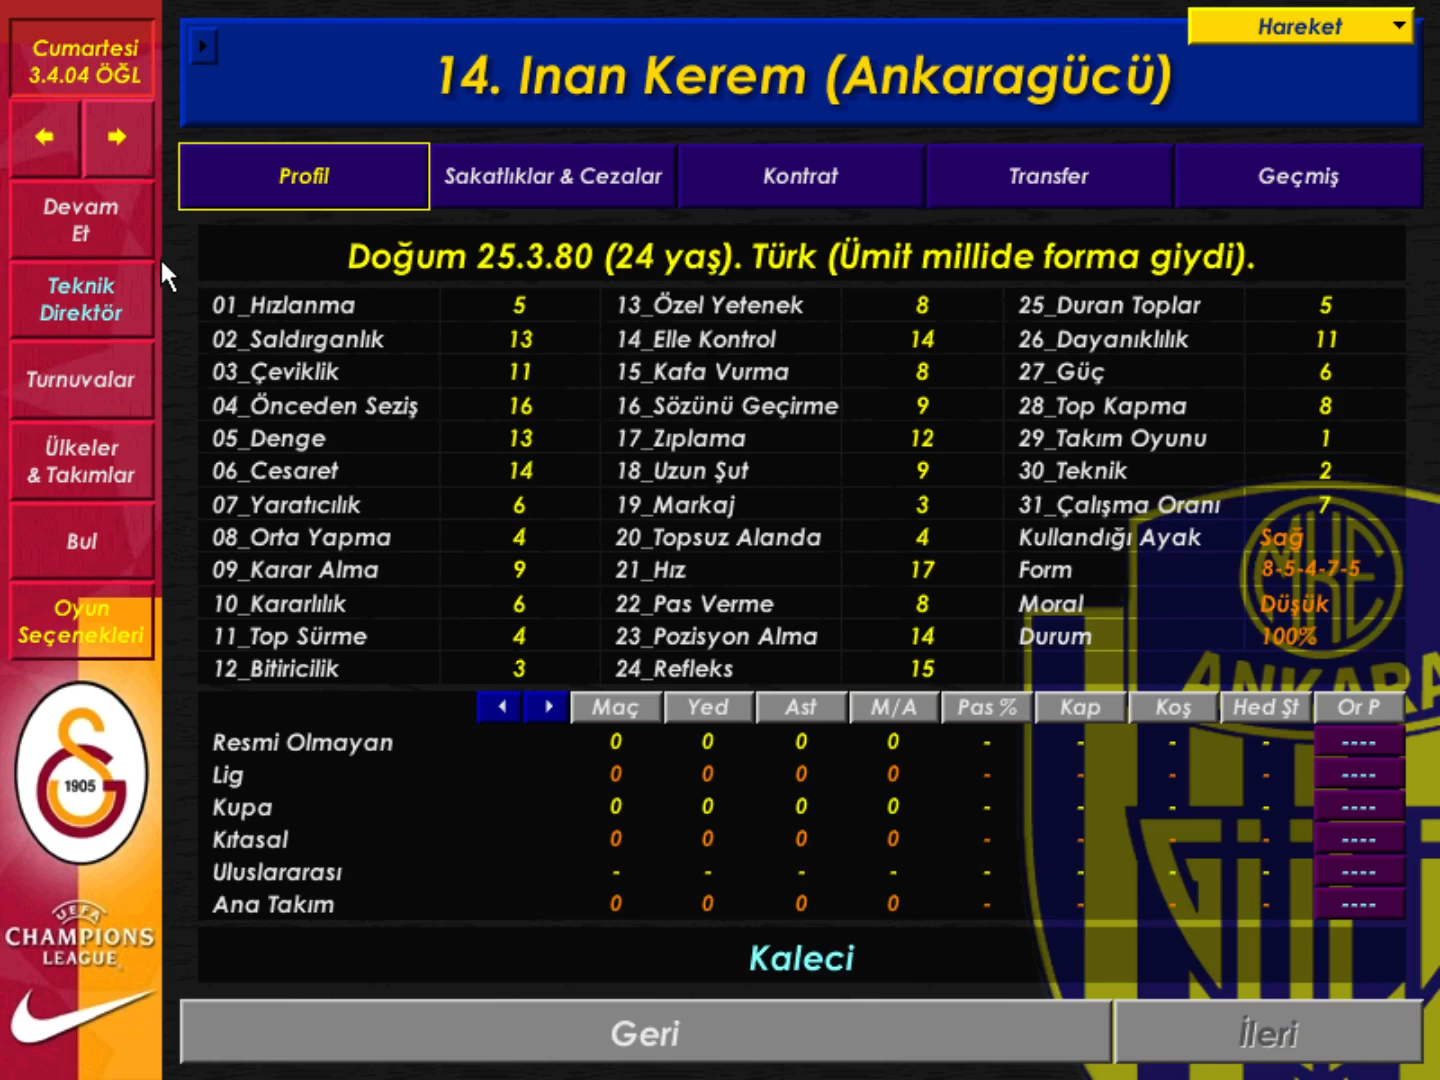 Cumartesi
3.4.04 ÖĞL
Devam
Et
Teknik
Direktör
Turnuvalar
Ülkeler
& Takımlar
Bul
Oyun
Seçenekleri
1905
UEFA
CHAMPIONS
LEAGUE
Hareket
14. Inan Kerem (Ankaragücü)
Profil Sakatlıklar & Cezalar Kontrat Transfer Geçmiş
Doğum 25.3.80 (24 yaş). Türk (Ümit millide forma giydi).
01_Hızlanma 5 13_Özel Yetenek 8 25_Duran Toplar 5
02_Saldırganlık 13 14_Elle Kontrol 14 26_Dayanıklılık 11
03_Çeviklik 11 15_Kafa Vurma 8 27_Güç 6
04_Önceden Seziş 16 16_Sözünü Geçirme 9 28_Top Kapma 8
05_Denge 13 17_Zıplama 12 29_Takım Oyunu 1
06_Cesaret 14 18_Uzun Şut 9 30_Teknik 2
07_Yaratıcılık 6 19_Markaj 3 31_Çalışma Oranı 7
08_Orta Yapma 4 20_Topsuz Alanda 4 Kullandığı Ayak Sağ
09_Karar Alma 9 21_Hız 17 Form 8-5-4-7-5
10_Kararlılık 6 22_Pas Verme 8 Moral Düşük
11_Top Sürme 4 23_Pozisyon Alma 14 Durum 100%
12_Bitiricilik 3 24_Refleks 15
Maç Yed Ast M/A Pas % Kap Koş Hed Şt Or P
Resmi Olmayan 0 0 0 0 - - - - ----
Lig 0 0 0 0 - - - - ----
Kupa 0 0 0 0 - - - - ----
Kıtasal 0 0 0 0 - - - - ----
Uluslararası - - - - - - - - ----
Ana Takım 0 0 0 0 - - - - ----
Kaleci
Geri İleri